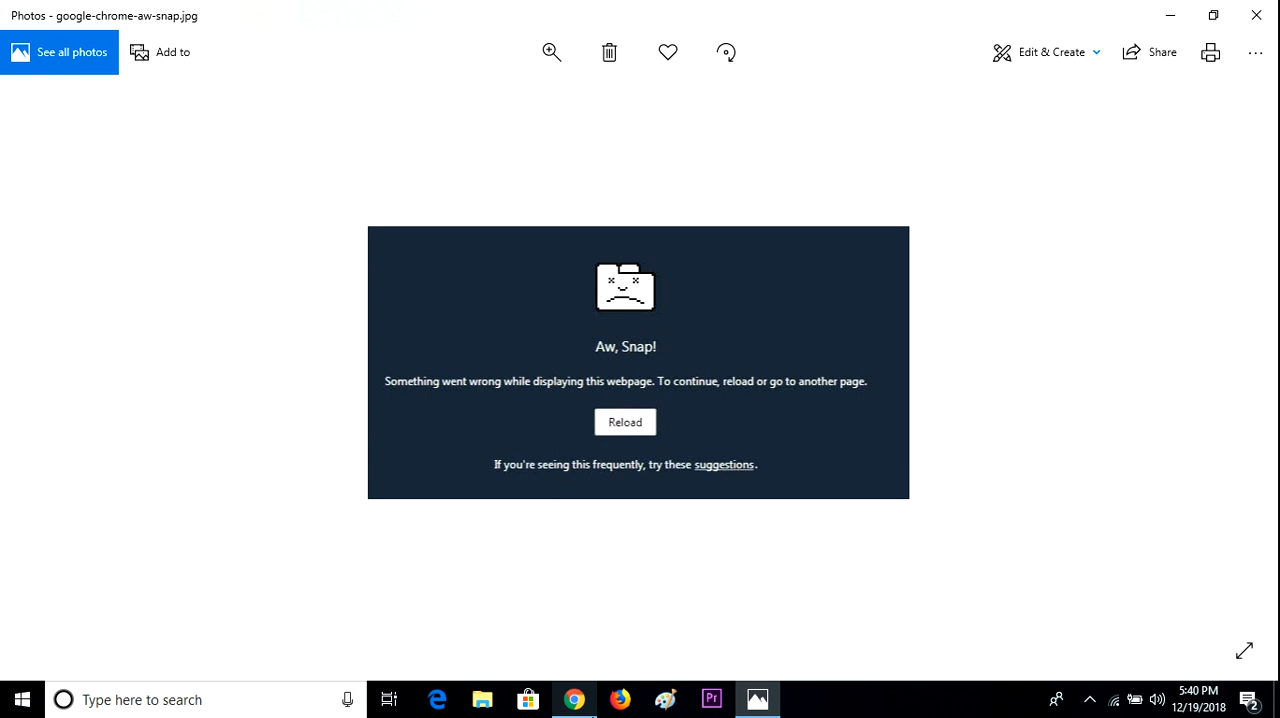 Photos - google-chrome-aw-snap.jpg
See all photos
Add to
Edit & Create
Share
Aw, Snap!
Something went wrong while displaying this webpage. To continue, reload or go to another page.
Reload
If you're seeing this frequently, try these suggestions.
Type here to search
Pr
5:40 PM
12/19/2018
2